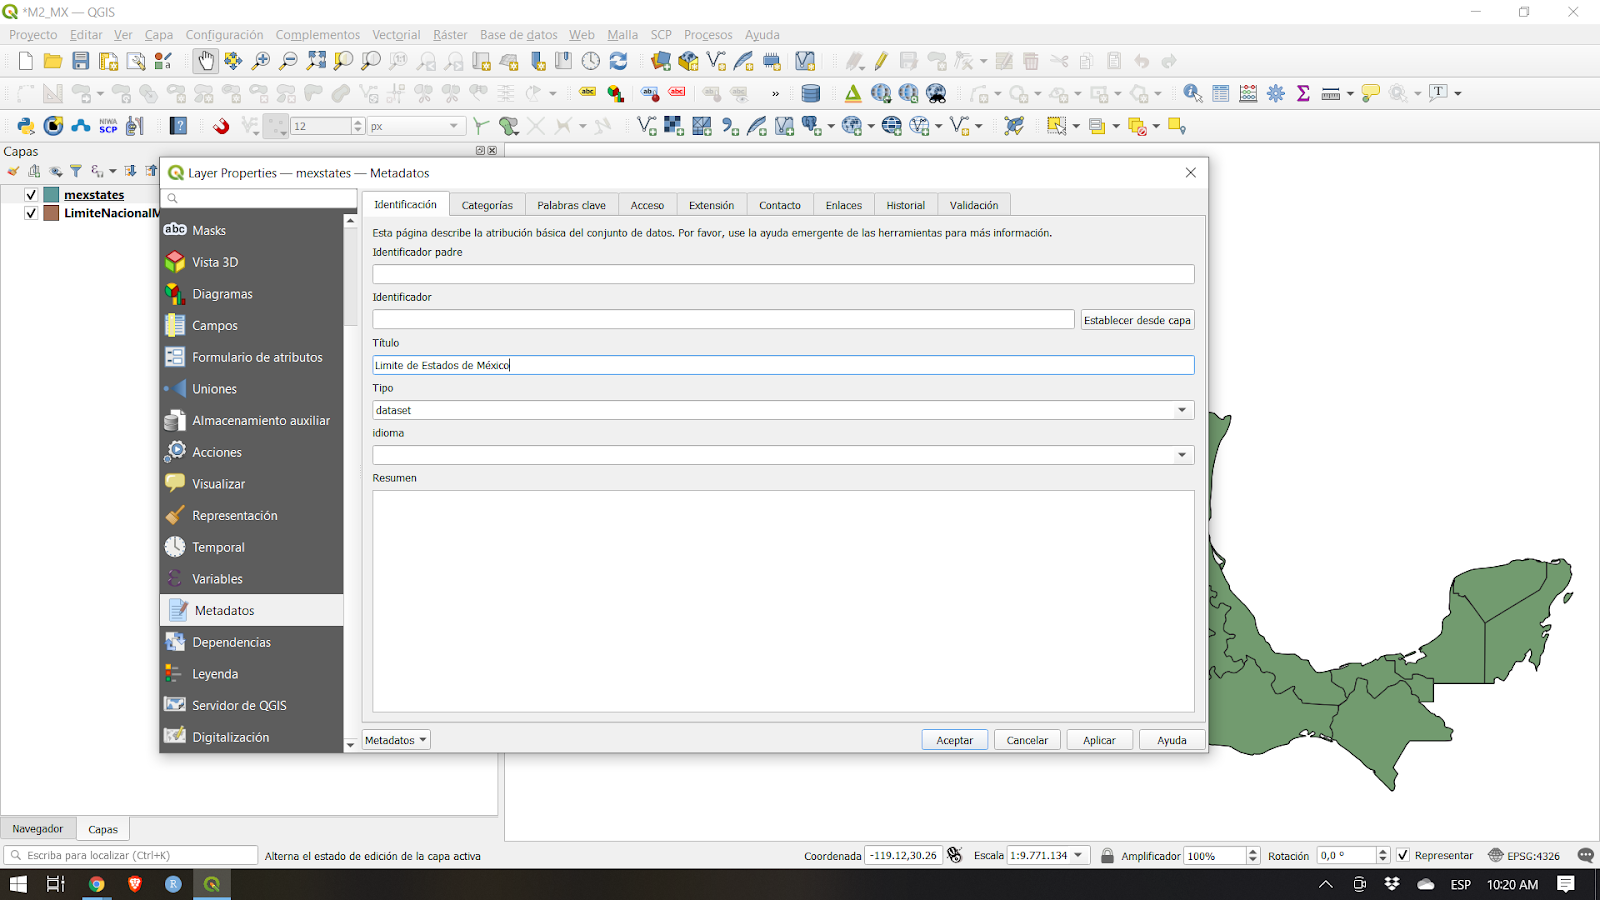 *M2_MX — QGIS
Proyecto Editar Ver Capa Configuración Complementos Vectorial Ráster Base de datos Web Malla SCP Procesos Ayuda
abc abc abc
NIWA
SCP
12 px
Capas
mexstates
LimiteNacionalM
Layer Properties — mexstates — Metadatos
abc Masks
Vista 3D
Diagramas
Campos
Formulario de atributos
Uniones
Almacenamiento auxiliar
Acciones
Visualizar
Representación
Temporal
Variables
Metadatos
Dependencias
Leyenda
Servidor de QGIS
Digitalización
Identificación Categorías Palabras clave Acceso Extensión Contacto Enlaces Historial Validación
Esta página describe la atribución básica del conjunto de datos. Por favor, use la ayuda emergente de las herramientas para más información.
Identificador padre
Identificador
Establecer desde capa
Título
Limite de Estados de México
Tipo
dataset
idioma
Resumen
Metadatos Aceptar Cancelar Aplicar Ayuda
Navegador Capas
Escriba para localizar (Ctrl+K) Alterna el estado de edición de la capa activa Coordenada -119.12,30.26 Escala 1:9.771.134 Amplificador 100% Rotación 0,0 ° Representar EPSG:4326
ESP 10:20 AM